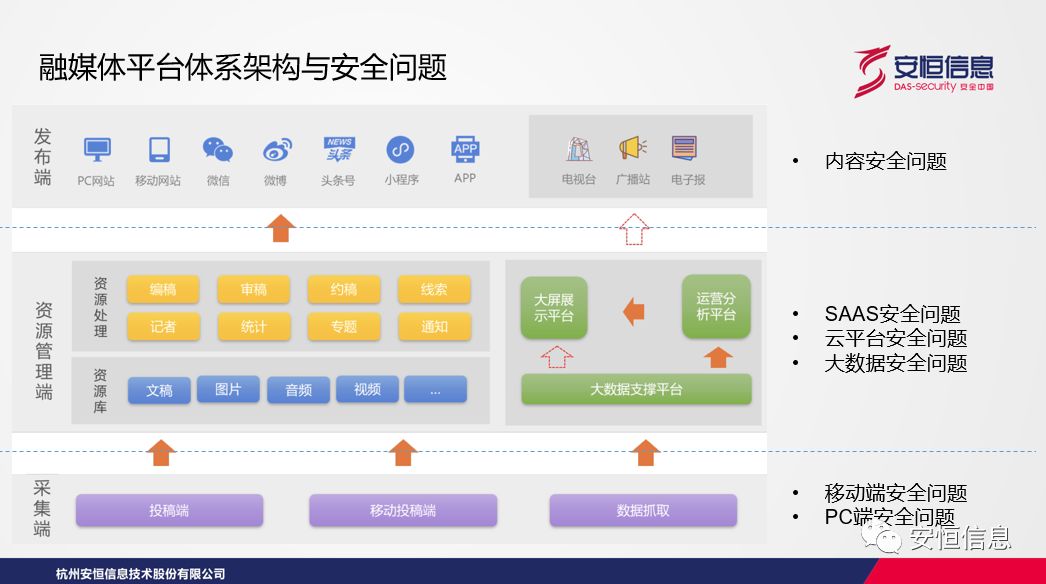 融媒体平台体系架构与安全问题
安恒信息
DAS-security 安全中国
发布端
PC网站
移动网站
微信
微博
NEWS
头条
头条号
小程序
APP
APP
电视台
广播站
电子报
• 内容安全问题
资源管理端
资源处理
编稿
审稿
约稿
线索
记者
统计
专题
通知
资源库
文稿
图片
音频
视频
...
大屏展
示平台
运营分
析平台
大数据支撑平台
• SAAS安全问题
• 云平台安全问题
• 大数据安全问题
采集端
投稿端
移动投稿端
数据抓取
• 移动端安全问题
• PC端安全问题
安恒信息
杭州安恒信息技术股份有限公司